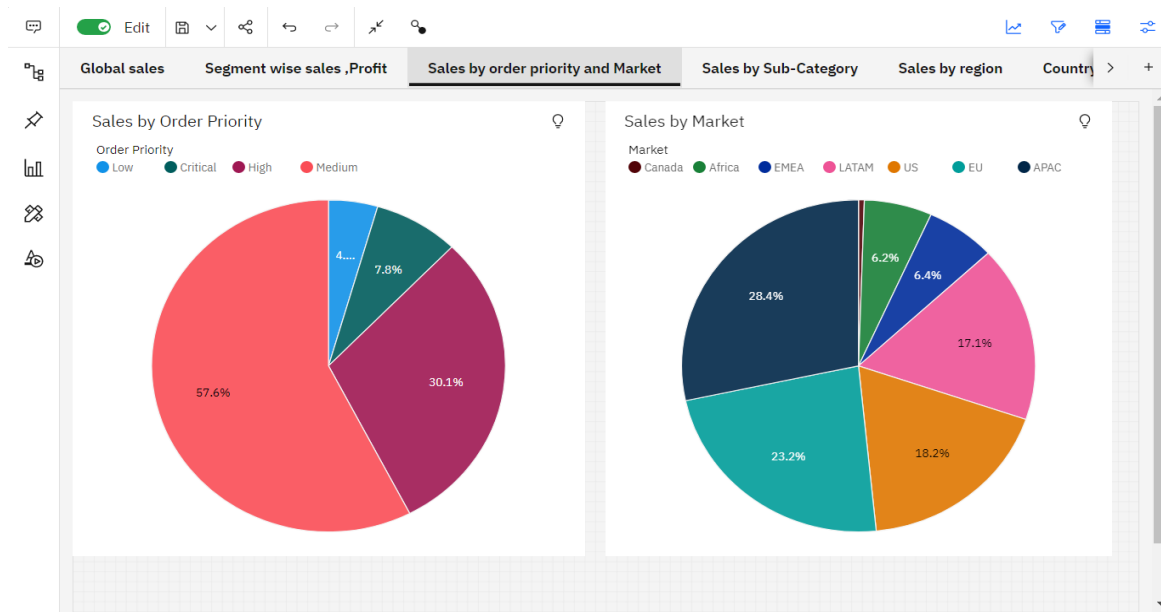 Edit
Global sales
Segment wise sales ,Profit
Sales by order priority and Market
Sales by Sub-Category
Sales by region
Country
Sales by Order Priority
Order Priority
Low Critical High Medium
4....
7.8%
30.1%
57.6%
Sales by Market
Market
Canada Africa EMEA LATAM US EU APAC
6.2%
6.4%
28.4%
17.1%
18.2%
23.2%